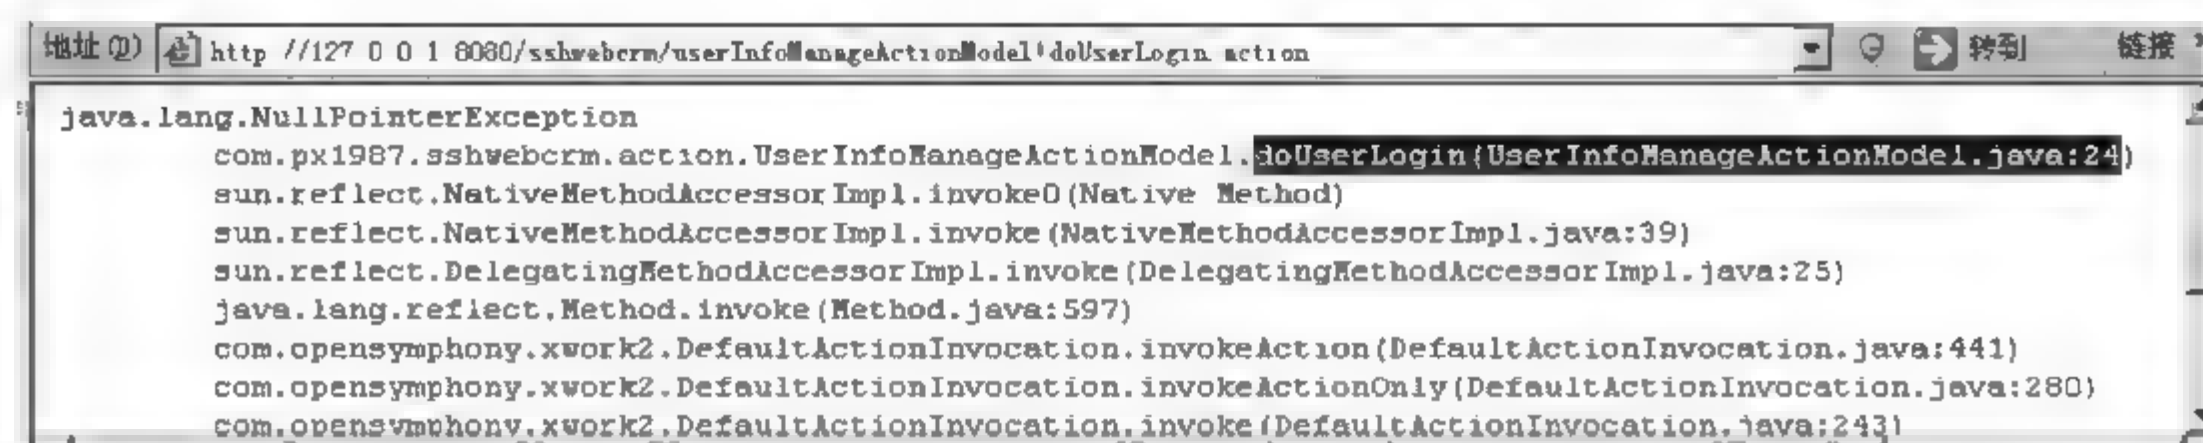 地址(D) http //127 0 0 1 8080/sshwebcrm/userInfoManageActionModel!doUserLogin action 转到 链接 »
java.lang.NullPointerException
com.px1987.sshwebcrm.action.UserInfoManageActionModel.doUserLogin(UserInfoManageActionModel.java:24)
sun.reflect.NativeMethodAccessorImpl.invoke0(Native Method)
sun.reflect.NativeMethodAccessorImpl.invoke(NativeMethodAccessorImpl.java:39)
sun.reflect.DelegatingMethodAccessorImpl.invoke(DelegatingMethodAccessorImpl.java:25)
java.lang.reflect.Method.invoke(Method.java:597)
com.opensymphony.xwork2.DefaultActionInvocation.invokeAction(DefaultActionInvocation.java:441)
com.opensymphony.xwork2.DefaultActionInvocation.invokeActionOnly(DefaultActionInvocation.java:280)
com.opensymphony.xwork2.DefaultActionInvocation.invoke(DefaultActionInvocation.java:243)